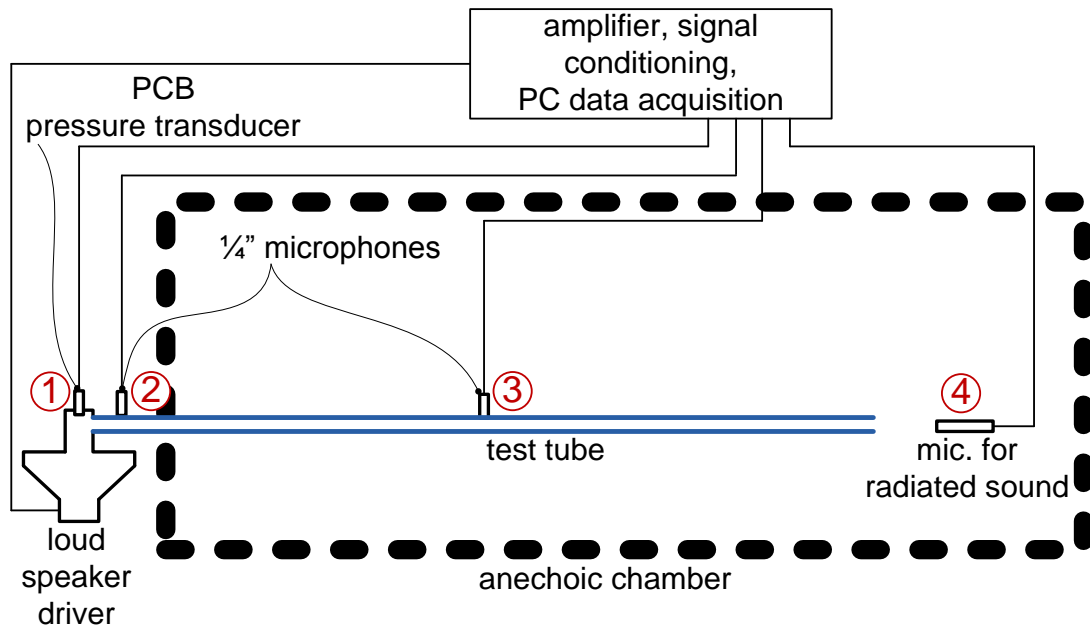 amplifier, signal
conditioning,
PC data acquisition
PCB
pressure transducer
¼” microphones
1
2
3
4
test tube
mic. for
radiated sound
loud
speaker
driver
anechoic chamber